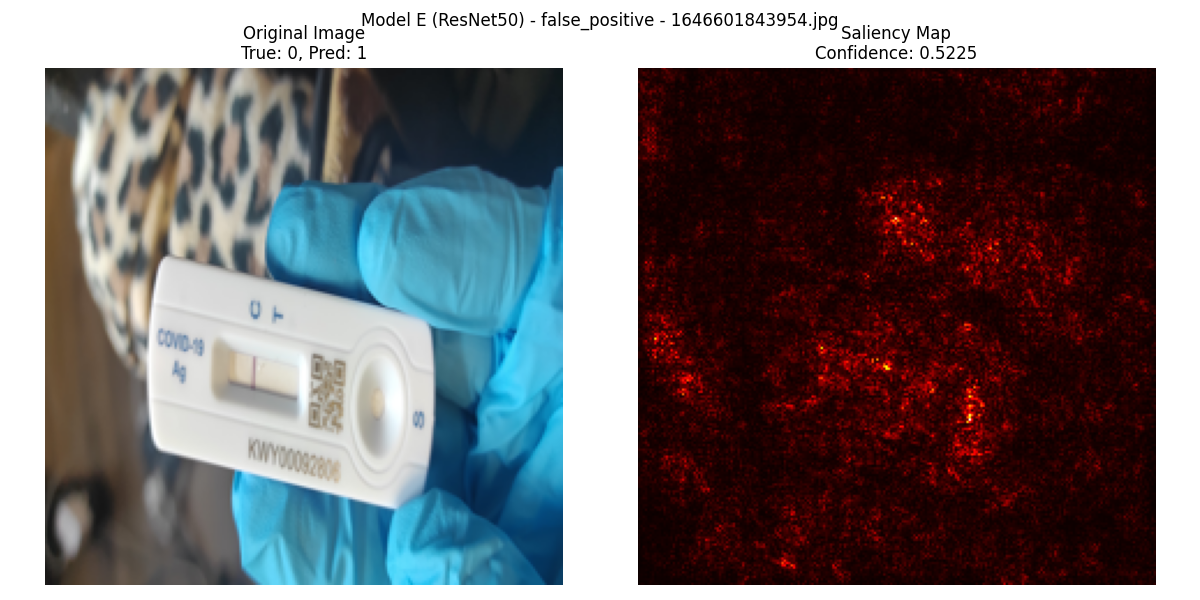 Model E (ResNet50) - false_positive - 1646601843954.jpg
Original Image
True: 0, Pred: 1
Saliency Map
Confidence: 0.5225
C
T
COVID-19
Ag
S
KWY00092806